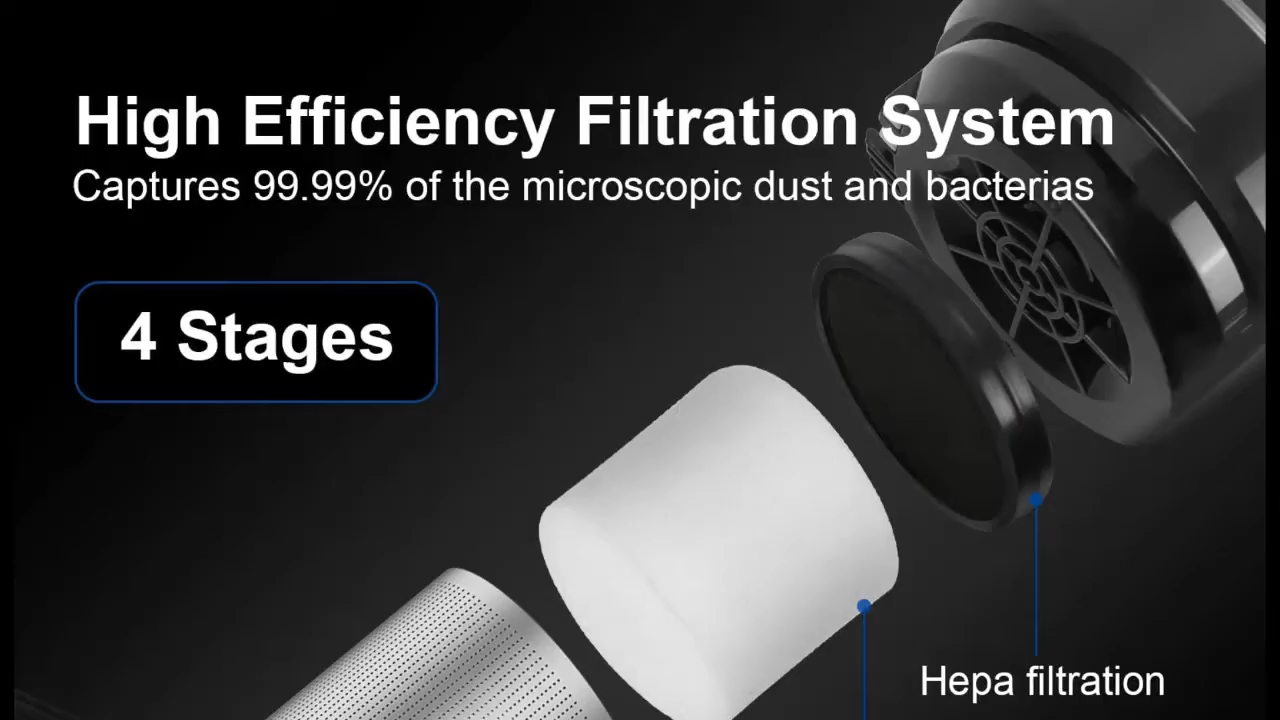 High Efficiency Filtration System
Captures 99.99% of the microscopic dust and bacterias
4 Stages
Hepa filtration